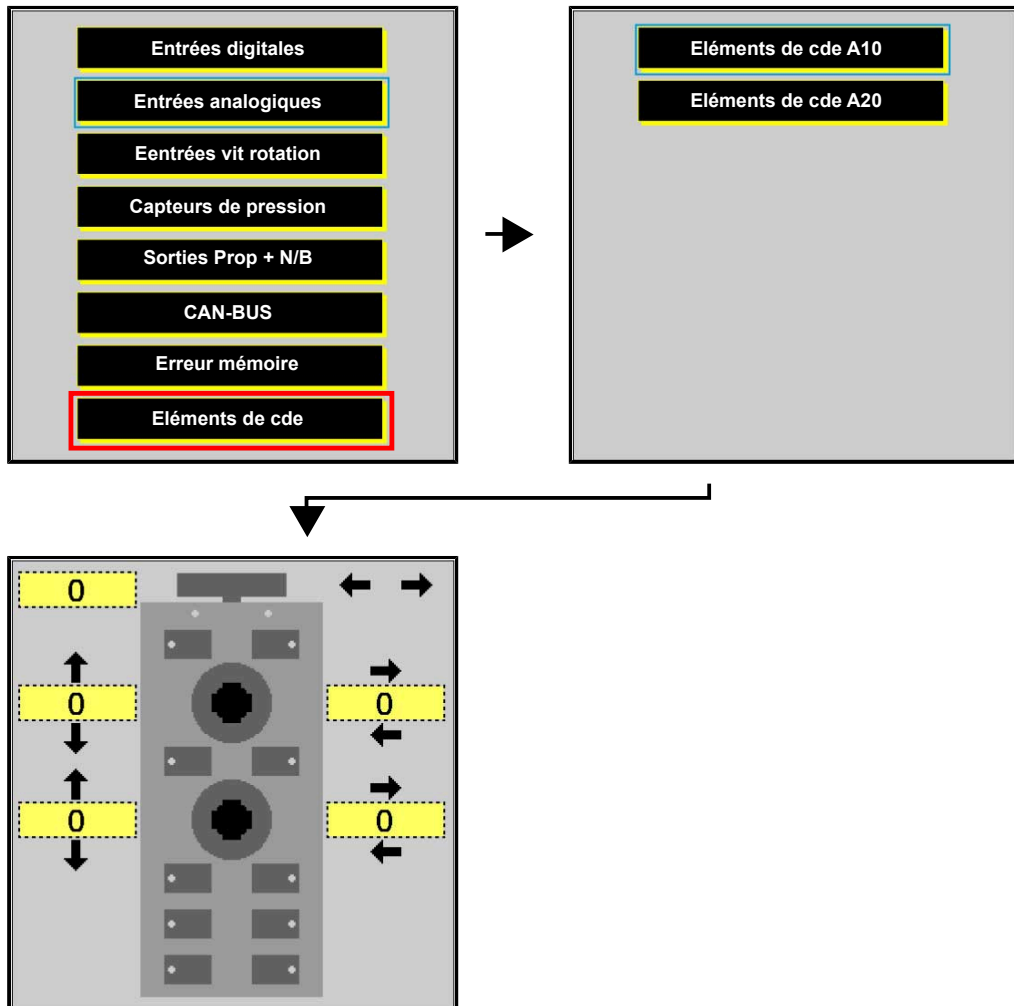 Entrées digitales
Entrées analogiques
Eentrées vit rotation
Capteurs de pression
Sorties Prop + N/B
CAN-BUS
Erreur mémoire
Eléments de cde
Eléments de cde A10
Eléments de cde A20
0
0
0
0
0